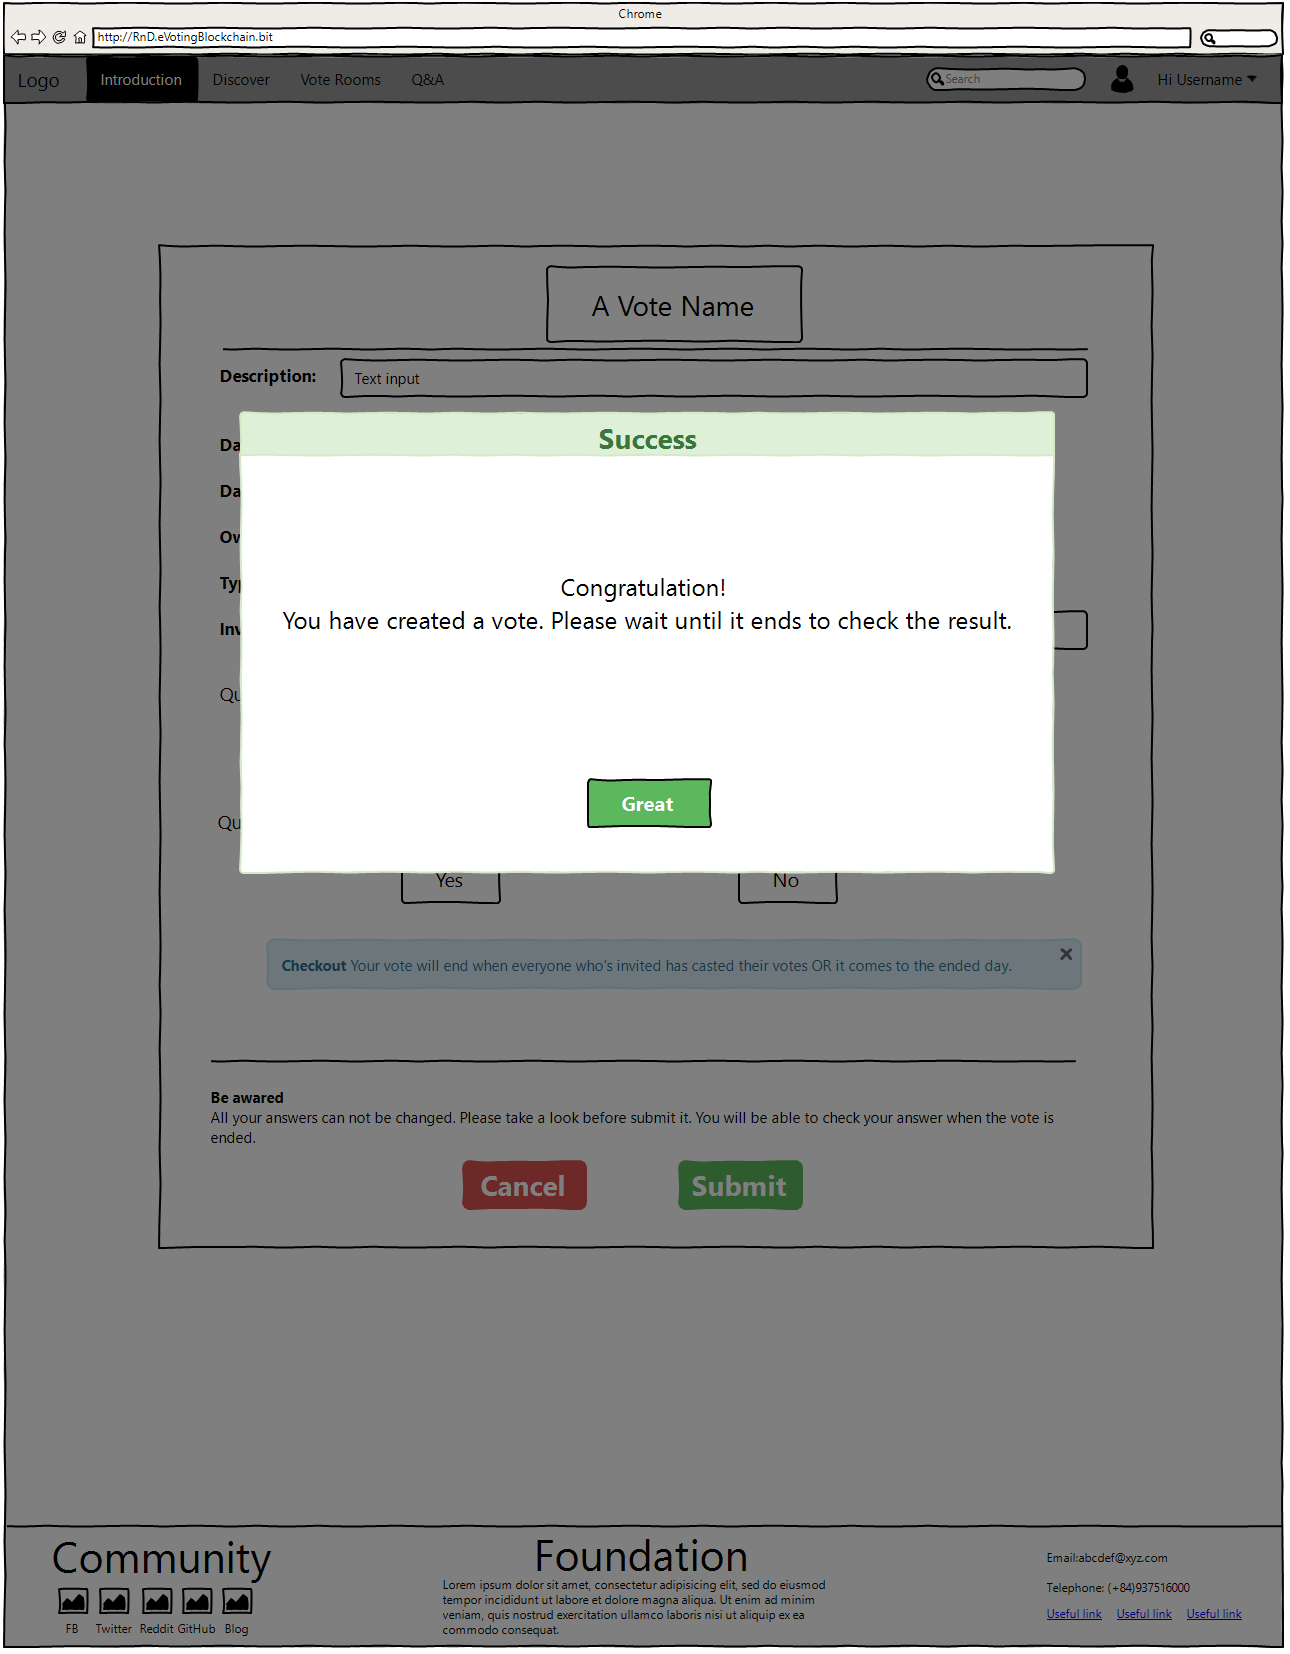 Chrome
http://RnD.eVotingBlockchain.bit
Logo Introduction Discover Vote Rooms Q&A Search Hi Username
A Vote Name
Description: Text input
Success
Congratulation!
You have created a vote. Please wait until it ends to check the result.
Great
Yes No
Checkout Your vote will end when everyone who's invited has casted their votes OR it comes to the ended day.
Be awared
All your answers can not be changed. Please take a look before submit it. You will be able to check your answer when the vote is
ended.
Cancel Submit
Community
FB Twitter Reddit GitHub Blog
Foundation
Lorem ipsum dolor sit amet, consectetur adipisicing elit, sed do eiusmod
tempor incididunt ut labore et dolore magna aliqua. Ut enim ad minim
veniam, quis nostrud exercitation ullamco laboris nisi ut aliquip ex ea
commodo consequat.
Email:abcdef@xyz.com
Telephone: (+84)937516000
Useful link Useful link Useful link